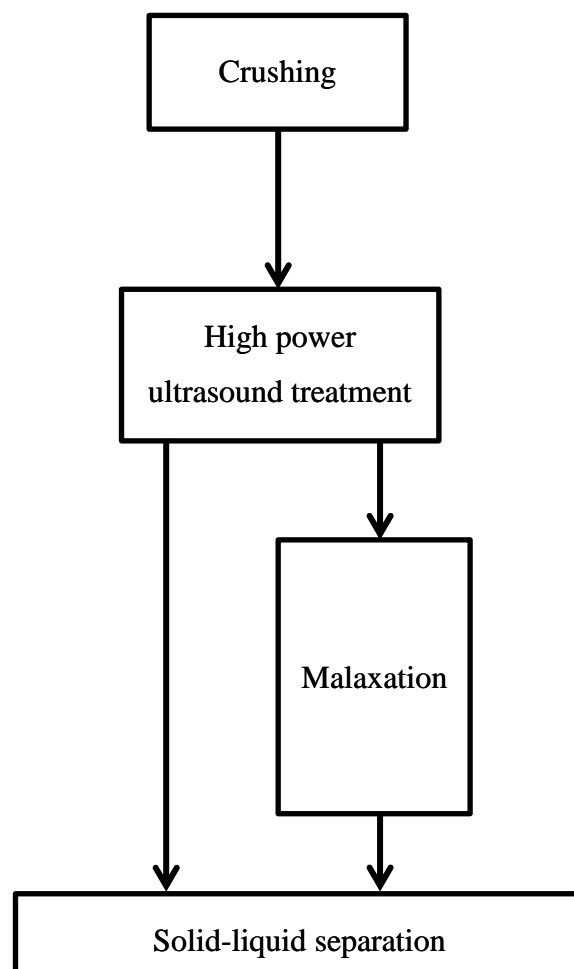 Crushing
High power
ultrasound treatment
Malaxation
Solid-liquid separation